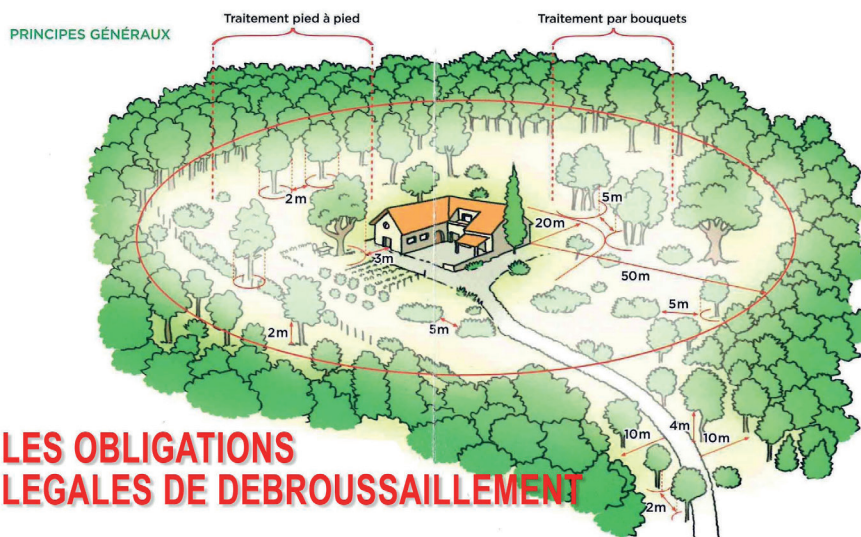 PRINCIPES GÉNÉRAUX
Traitement pied à pied
Traitement par bouquets
2m
5m
20m
3m
50m
5m
2m
5m
4m
10m
10m
2m
LES OBLIGATIONS
LEGALES DE DEBROUSSAILLEMENT